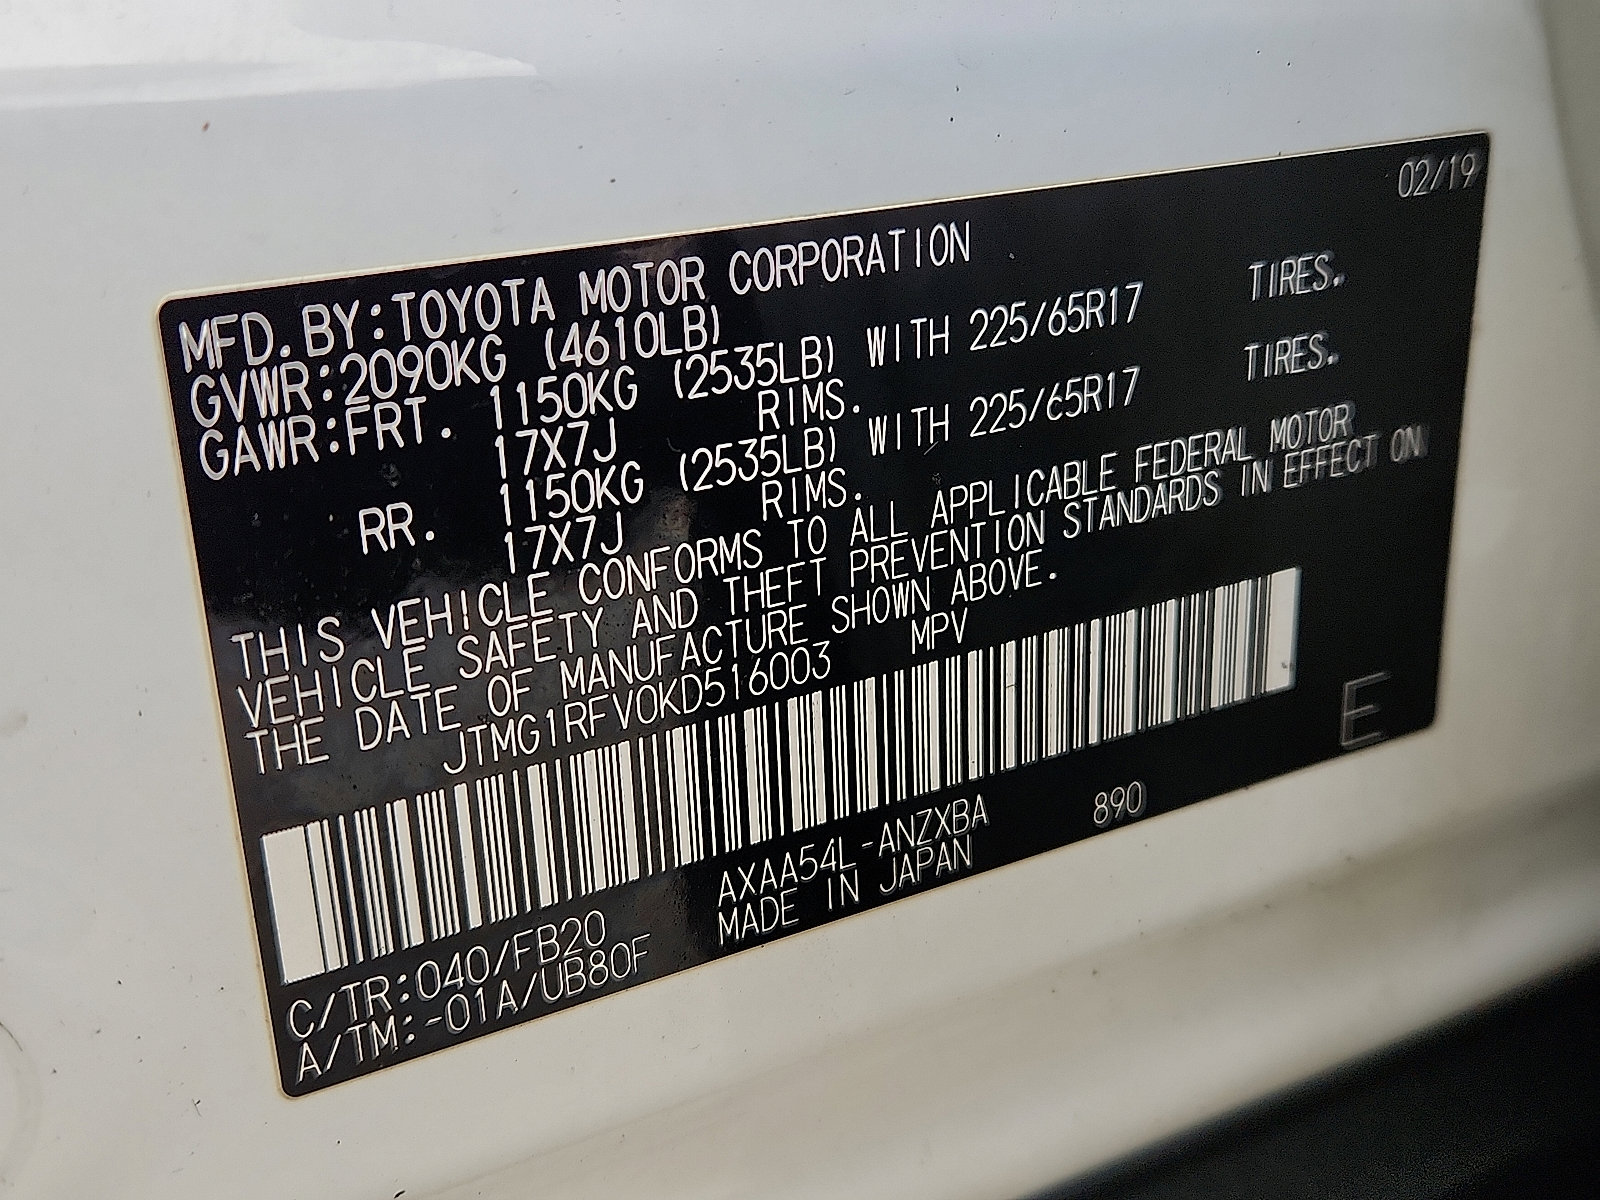 02/19
MFD. BY:TOYOTA MOTOR CORPORATION
GVWR:2090KG (4610LB)
GAWR:FRT. 1150KG (2535LB) WITH 225/65R17 TIRES.
17X7J RIMS.
RR. 1150KG (2535LB) WITH 225/65R17 TIRES.
17X7J RIMS.
THIS VEHICLE CONFORMS TO ALL APPLICABLE FEDERAL MOTOR
VEHICLE SAFETY AND THEFT PREVENTION STANDARDS IN EFFECT ON
THE DATE OF MANUFACTURE SHOWN ABOVE.
JTMG1RFV0KD516003 MPV
E
C/TR:040/FB20 AXAA54L-ANZXBA 890
A/TM:-01A/UB80F MADE IN JAPAN